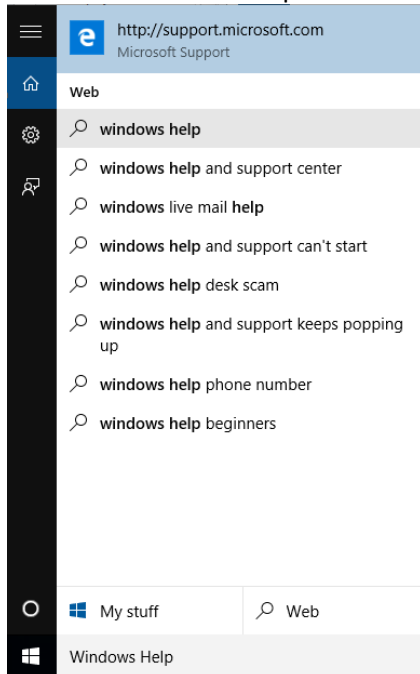 http://support.microsoft.com
Microsoft Support
Web
windows help
windows help and support center
windows live mail help
windows help and support can't start
windows help desk scam
windows help and support keeps popping
up
windows help phone number
windows help beginners
My stuff
Web
Windows Help